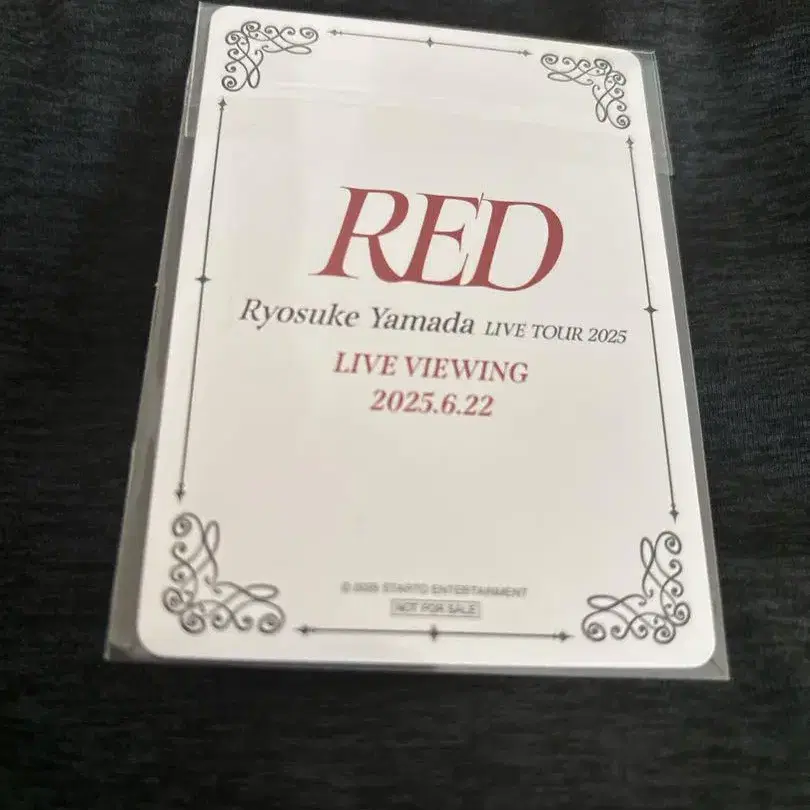 RED
Ryosuke Yamada LIVE TOUR 2025
LIVE VIEWING
2025.6.22
© 2025 STARTO ENTERTAINMENT
NOT FOR SALE